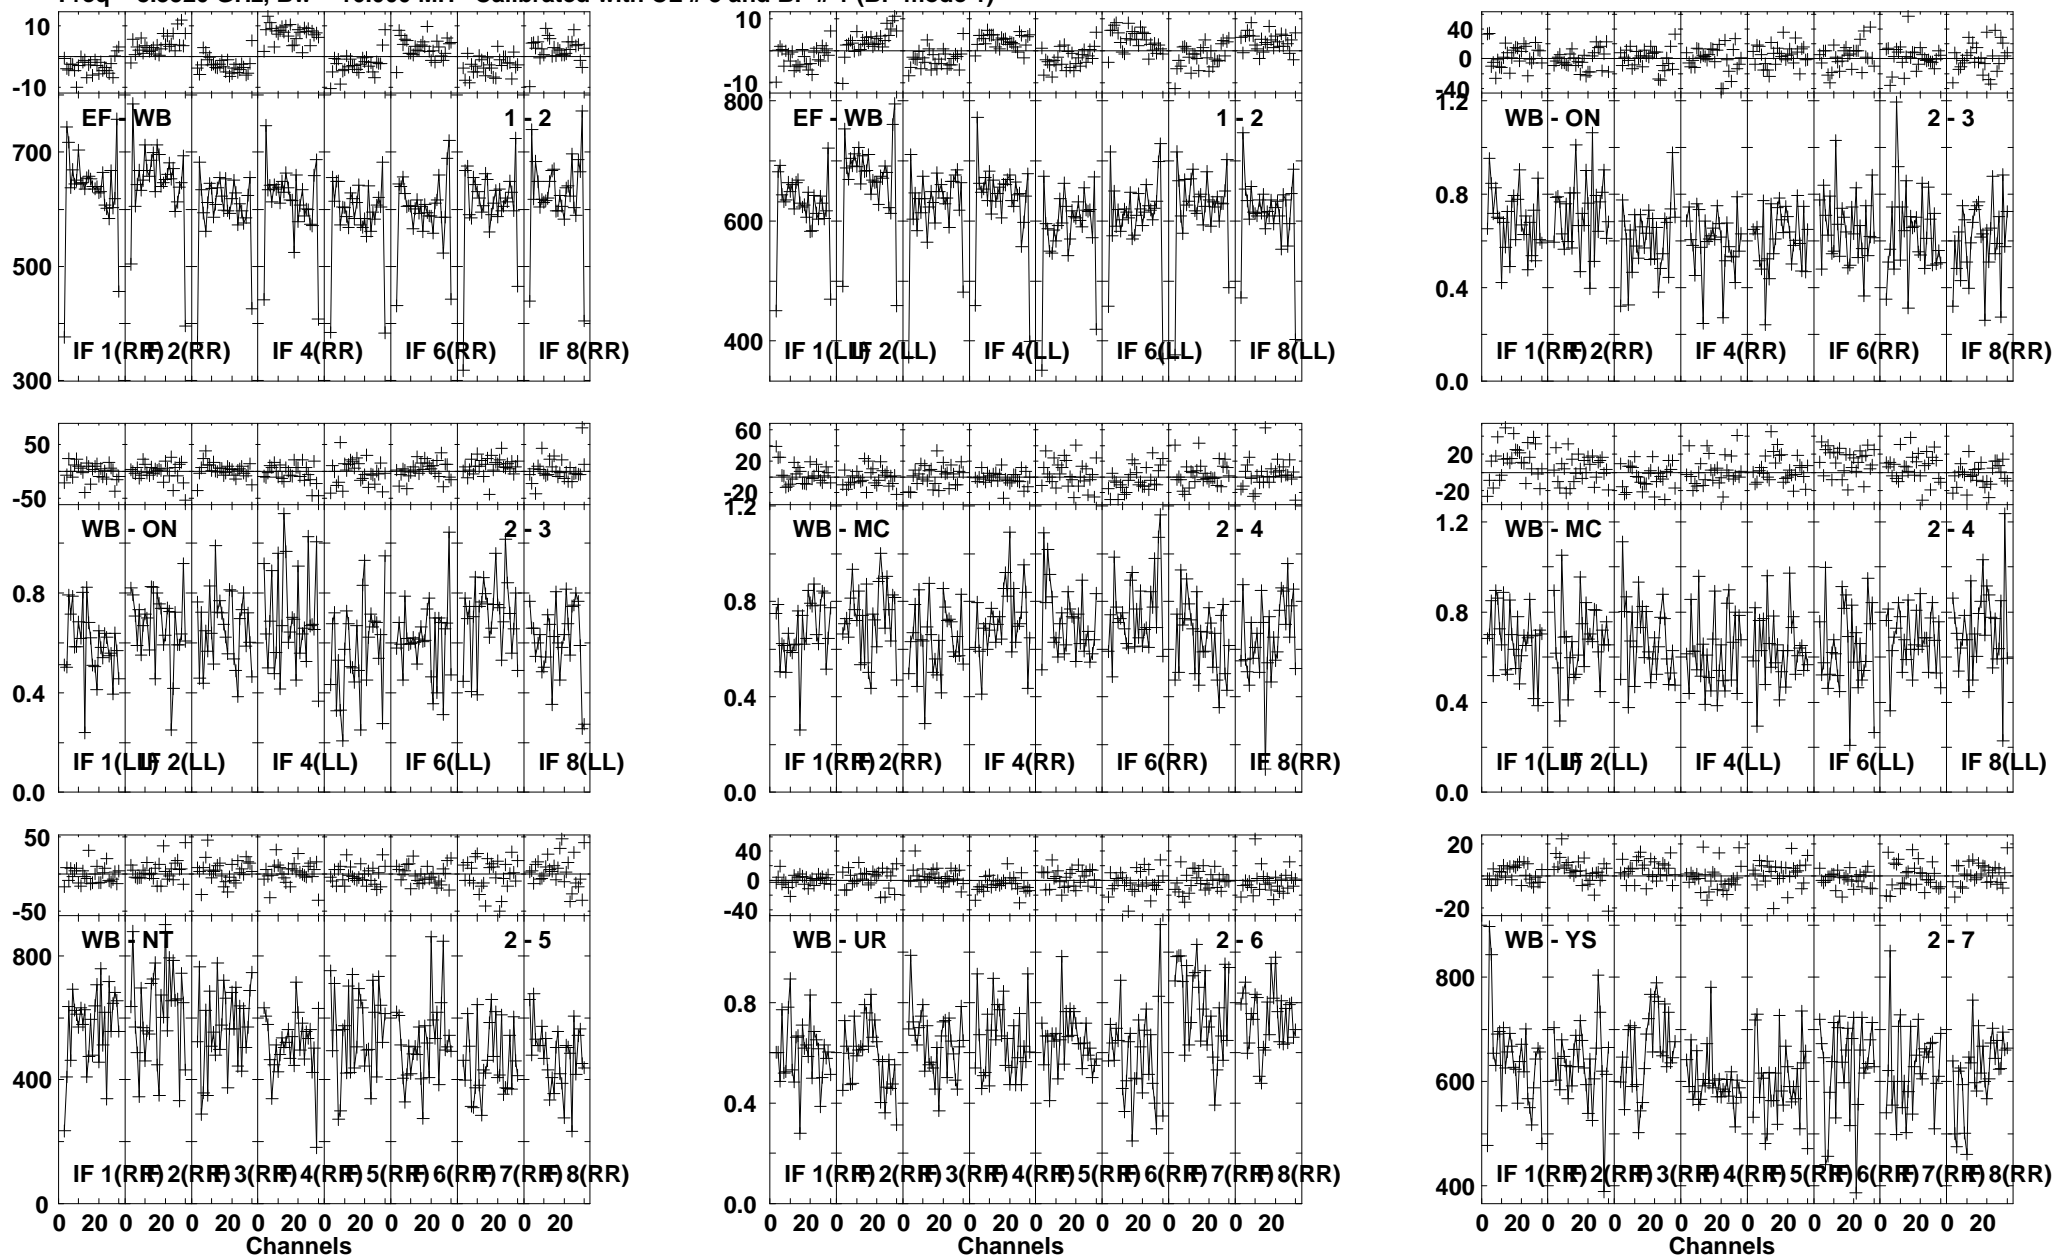 10 10 40
0 0
-10 -10 -40
EF - WB 1 - 2 800 EF - WB 1 - 2 1.2 WB - ON 2 - 3
700 0.8
600
500 0.4
400
IF 1(RR) IF 2(RR) IF 4(RR) IF 6(RR) IF 8(RR) IF 1(LL) IF 2(LL) IF 4(LL) IF 6(LL) IF 8(LL) IF 1(RR) IF 2(RR) IF 4(RR) IF 6(RR) IF 8(RR)
300 0.0
50 60 20
20
-50 -20 -20
WB - ON 2 - 3 1.2 WB - MC 2 - 4 1.2 WB - MC 2 - 4
0.8 0.8 0.8
0.4 0.4 0.4
IF 1(LL) IF 2(LL) IF 4(LL) IF 6(LL) IF 8(LL) IF 1(RR) IF 2(RR) IF 4(RR) IF 6(RR) IF 8(RR) IF 1(LL) IF 2(LL) IF 4(LL) IF 6(LL) IF 8(LL)
0.0 0.0
50 40 20
0
-50 -40 -20
WB - NT 2 - 5 WB - UR 2 - 6 WB - YS 2 - 7
800 0.8 800
400 0.4 600
IF 1(RR) IF 2(RR) IF 3(RR) IF 4(RR) IF 5(RR) IF 6(RR) IF 7(RR) IF 8(RR) IF 1(RR) IF 2(RR) IF 3(RR) IF 4(RR) IF 5(RR) IF 6(RR) IF 7(RR) IF 8(RR) 400 IF 1(RR) IF 2(RR) IF 3(RR) IF 4(RR) IF 5(RR) IF 6(RR) IF 7(RR) IF 8(RR)
0 0.0
0 20 0 20 0 20 0 20 0 20 0 20 0 20 0 20 0 20 0 20 0 20 0 20 0 20 0 20 0 20 0 20 0 20 0 20 0 20 0 20 0 20 0 20 0 20 0 20
Channels Channels Channels